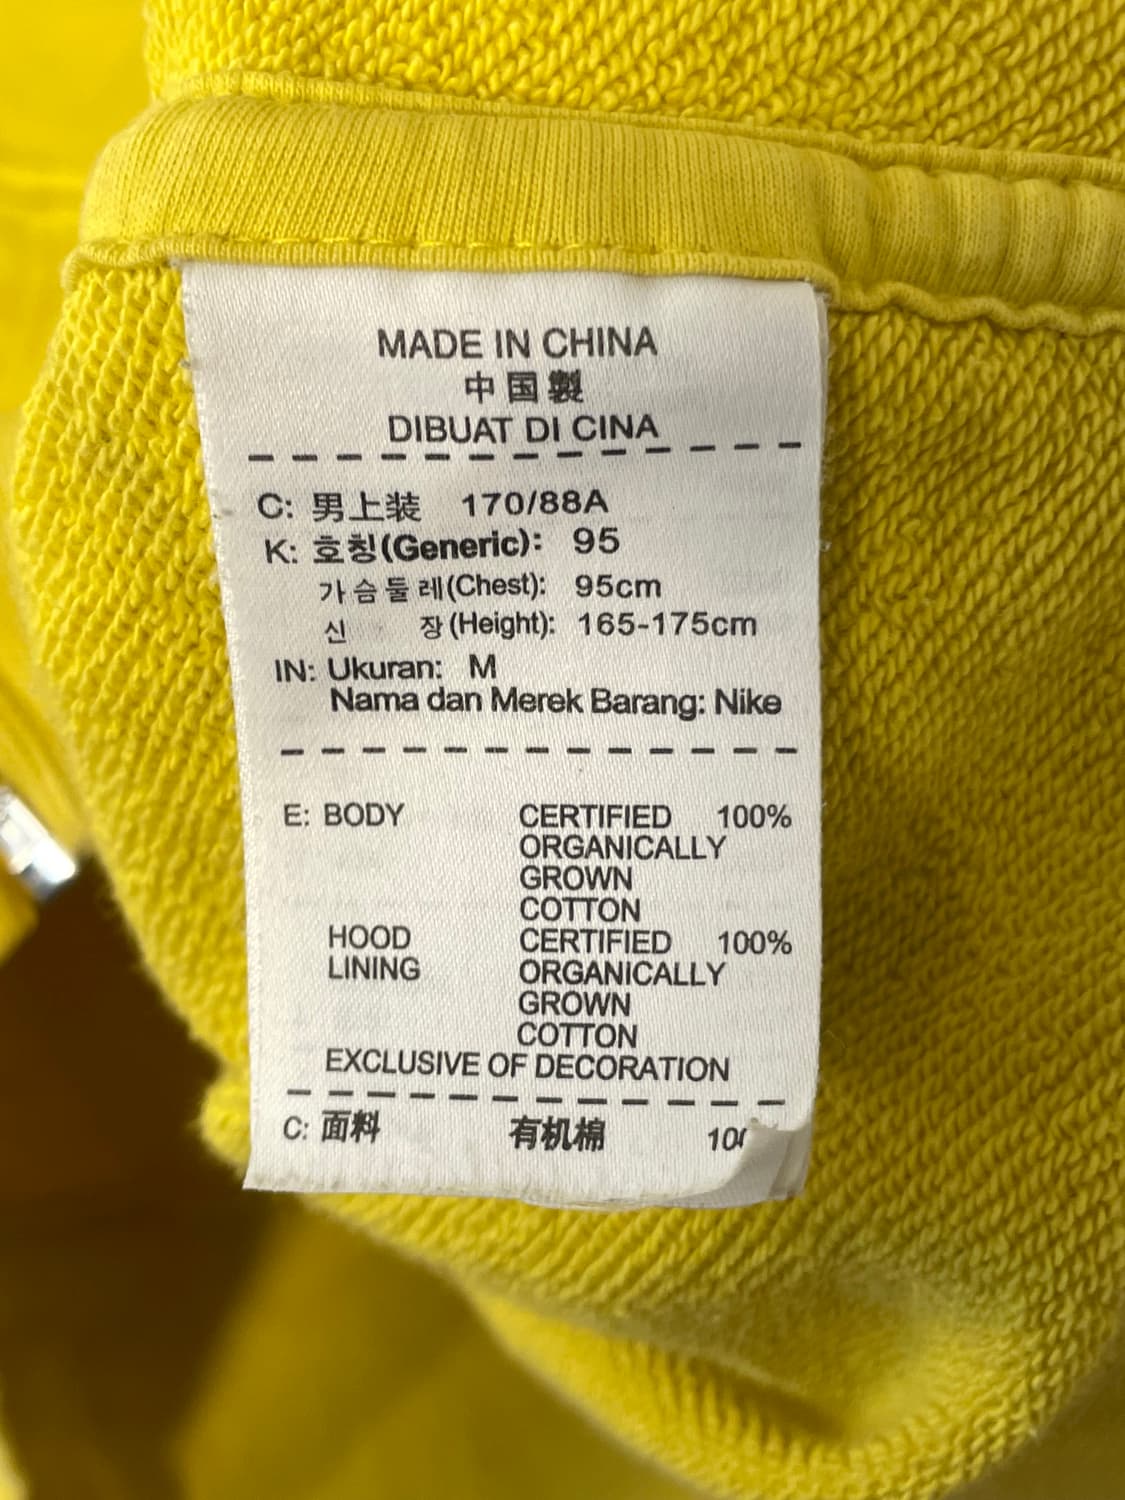 MADE IN CHINA
中国製
DIBUAT DI CINA
C: 男上装 170/88A
K: 호칭(Generic): 95
가슴둘레(Chest): 95cm
신 장(Height): 165-175cm
IN: Ukuran: M
Nama dan Merek Barang: Nike
E: BODY CERTIFIED 100%
ORGANICALLY
GROWN
COTTON
HOOD CERTIFIED 100%
LINING ORGANICALLY
GROWN
COTTON
EXCLUSIVE OF DECORATION
C: 面料 有机棉